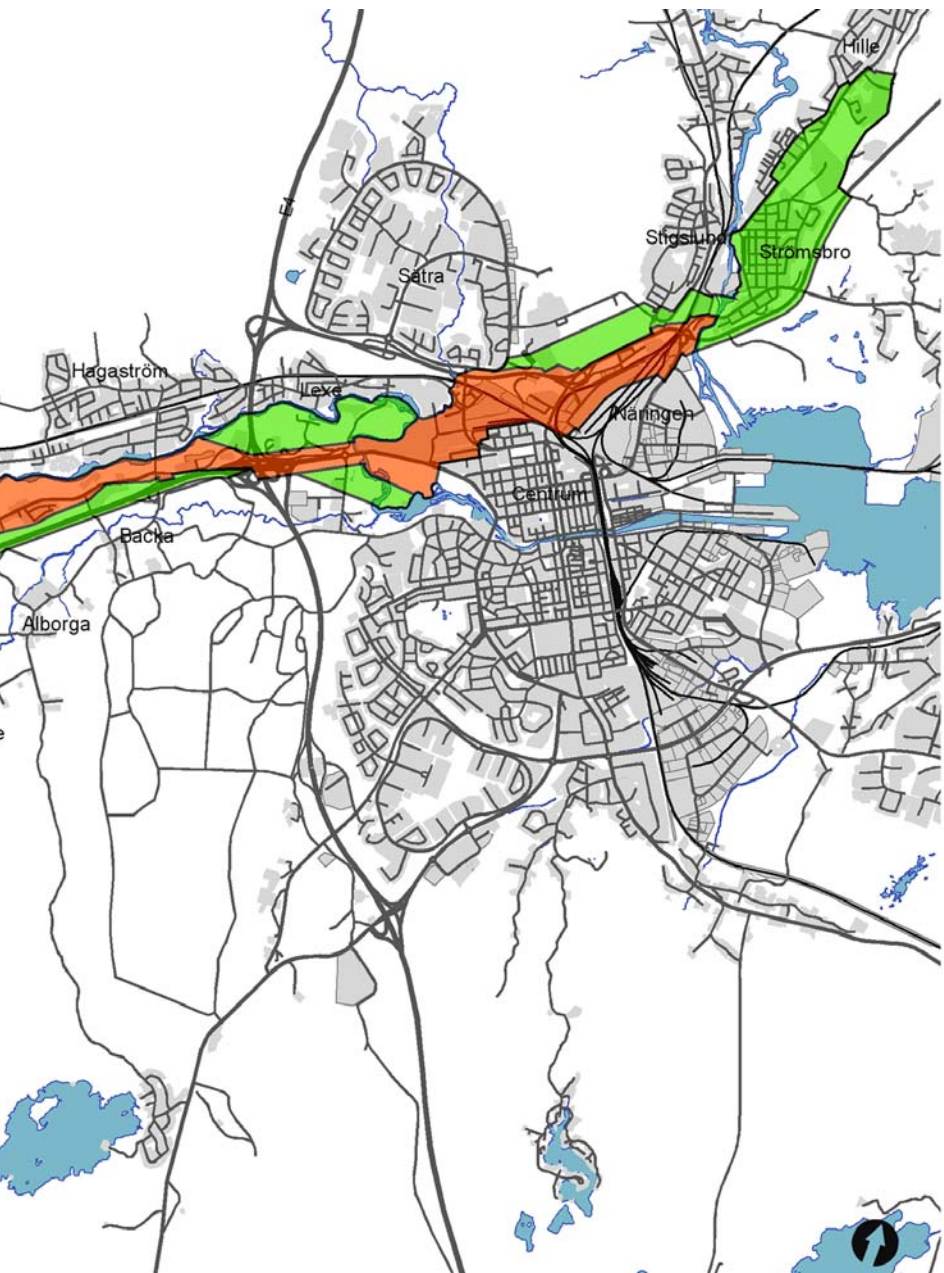 Hille
E4
Stigslund
Strömsbro
Sätra
Hagaström
Lexe
Näringen
Centrum
Backa
Alborga
e